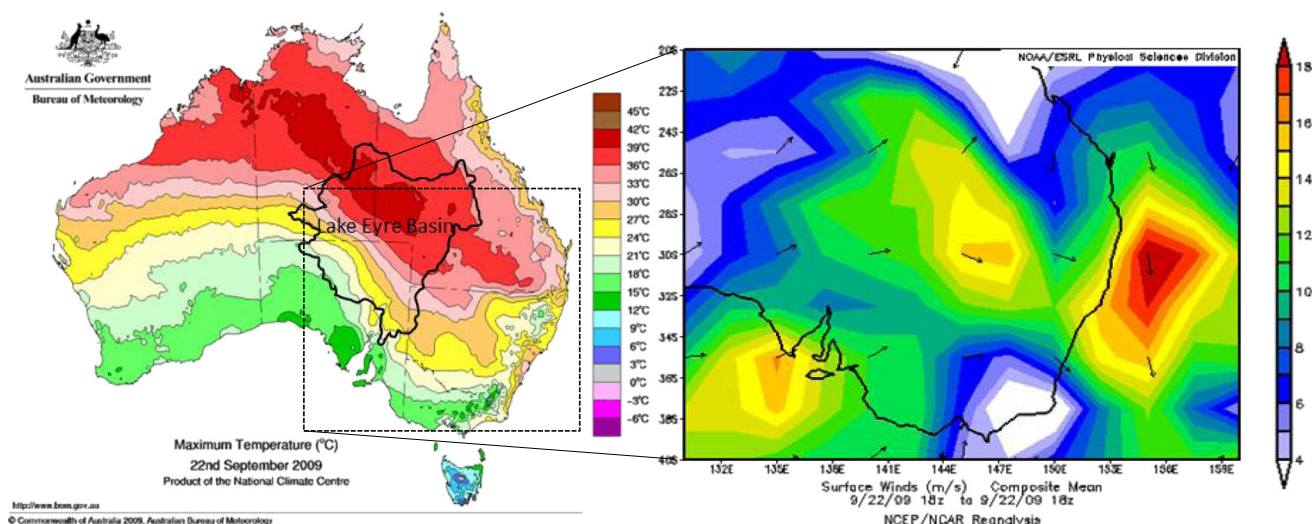 Australian Government
Bureau of Meteorology
Lake Eyre Basin
45°C
42°C
39°C
36°C
33°C
30°C
27°C
24°C
21°C
18°C
15°C
12°C
9°C
6°C
3°C
0°C
-3°C
-6°C
Maximum Temperature (°C)
22nd September 2009
Product of the National Climate Centre
http://www.bom.gov.au
© Commonwealth of Australia 2009, Australian Bureau of Meteorology
NOAA/ESRL Physical Sciences Division
20S
22S
24S
26S
28S
30S
32S
34S
36S
38S
40S
132E 135E 138E 141E 144E 147E 150E 153E 156E 159E
18
16
14
12
10
8
6
4
Surface Winds (m/s) Composite Mean
9/22/09 18z to 9/22/09 18z
NCEP/NCAR Reanalysis